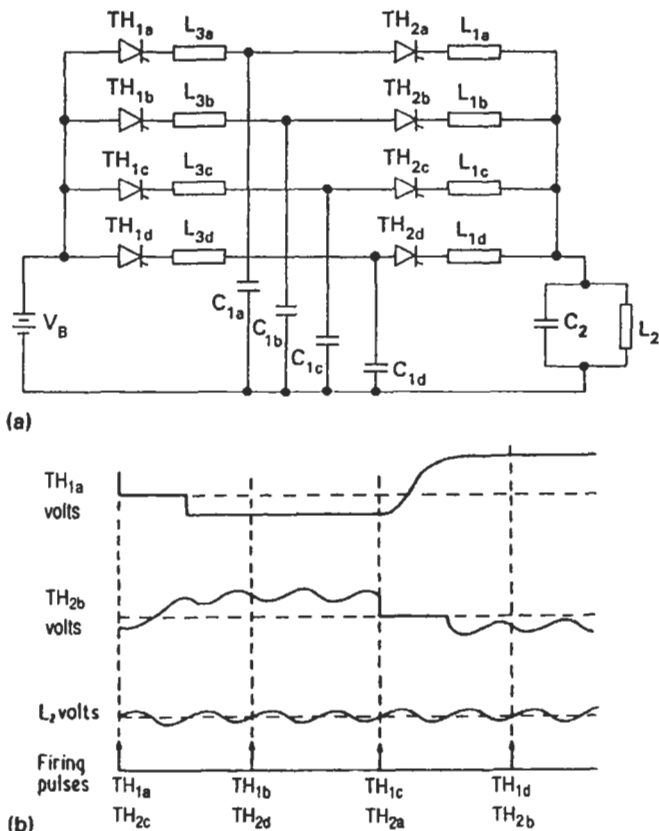 TH1a L3a TH2a L1a
TH1b L3b TH2b L1b
TH1c L3c TH2c L1c
TH1d L3d TH2d L1d
VB C1a C1b C1c C1d C2 L2
(a)
TH1a
volts
TH2b
volts
L2 volts
Firing
pulses
TH1a TH1b TH1c TH1d
TH2c TH2d TH2a TH2b
(b)